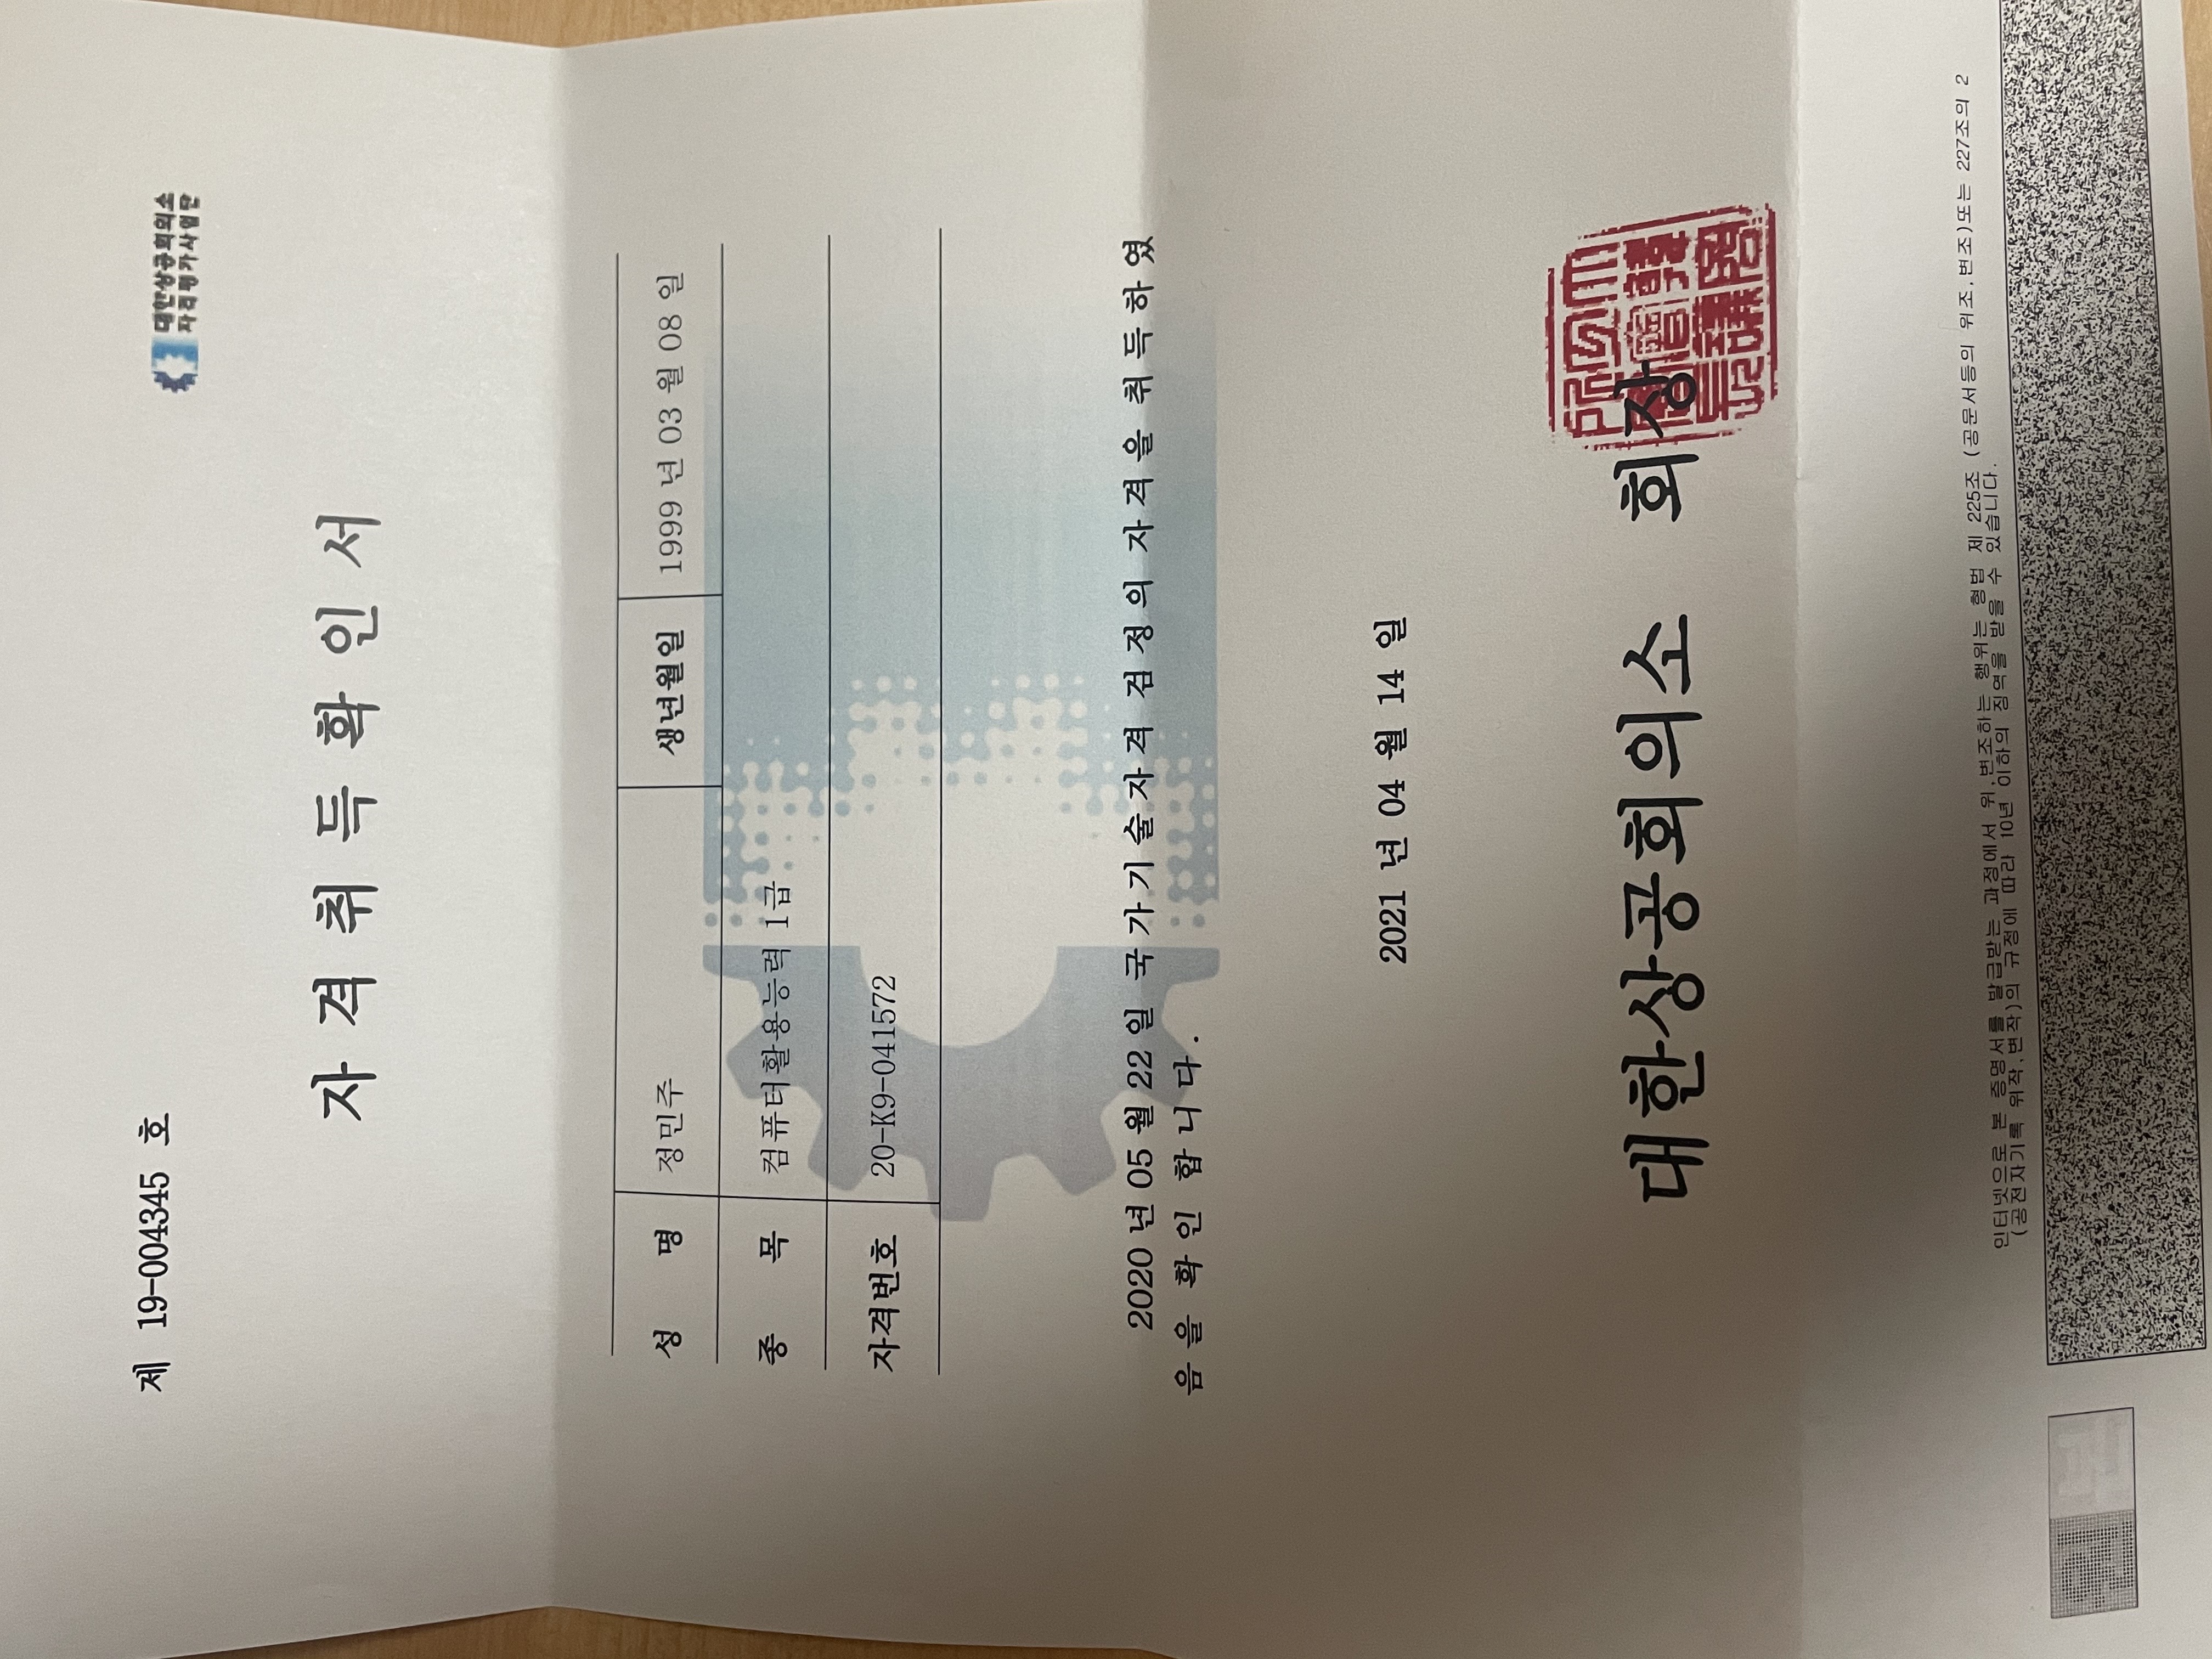 제 19-004345 호
대한상공회의소
자격평가사업단
자격취득확인서
성 명 정민주 생년월일 1999 년 03 월 08 일
종 목 컴퓨터활용능력 1급
자격번호 20-K9-041572
2020 년 05 월 22 일 국가기술자격 검정의 자격을 취득하였
음을 확인 합니다.
2021 년 04 월 14 일
대한상공회의소 회장
인터넷으로 본 증명서를 발급받는 과정에서 위,변조하는 행위는 형법 제 225조 (공문서등의 위조,변조)또는 227조의 2
(공전자기록 위작,변작)의 규정에 따라 10년 이하의 징역을 받을 수 있습니다.